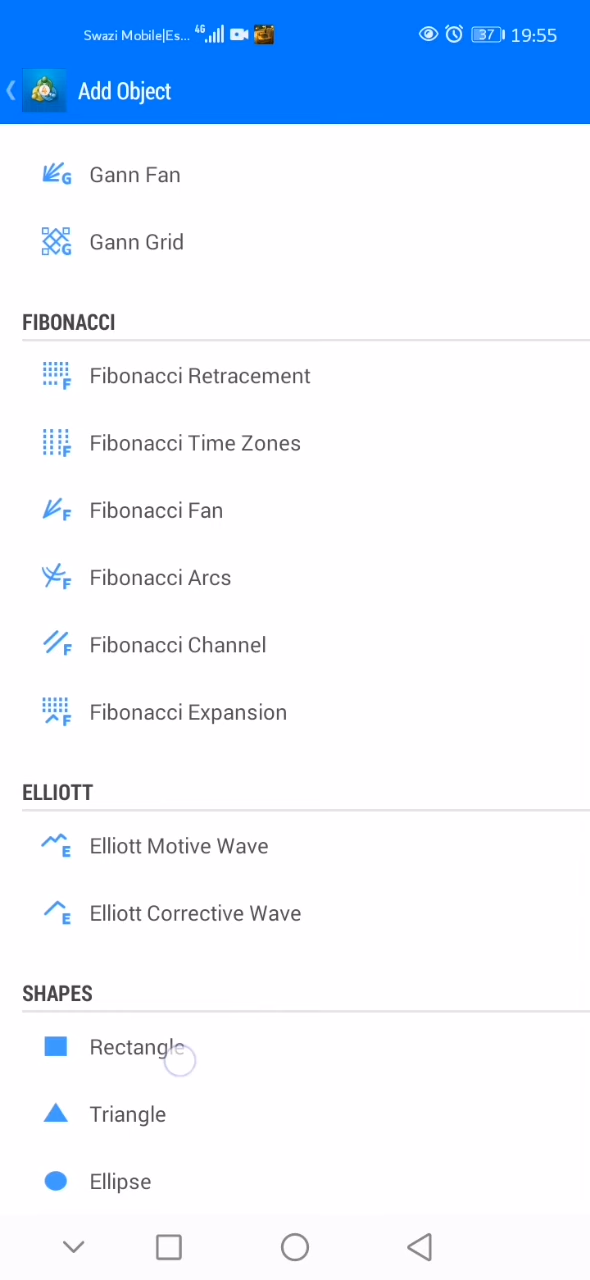 Swazi Mobile|Es... 4G 37 19:55
Add Object
G Gann Fan
G Gann Grid
FIBONACCI
F Fibonacci Retracement
F Fibonacci Time Zones
F Fibonacci Fan
F Fibonacci Arcs
F Fibonacci Channel
F Fibonacci Expansion
ELLIOTT
E Elliott Motive Wave
E Elliott Corrective Wave
SHAPES
Rectangle
Triangle
Ellipse